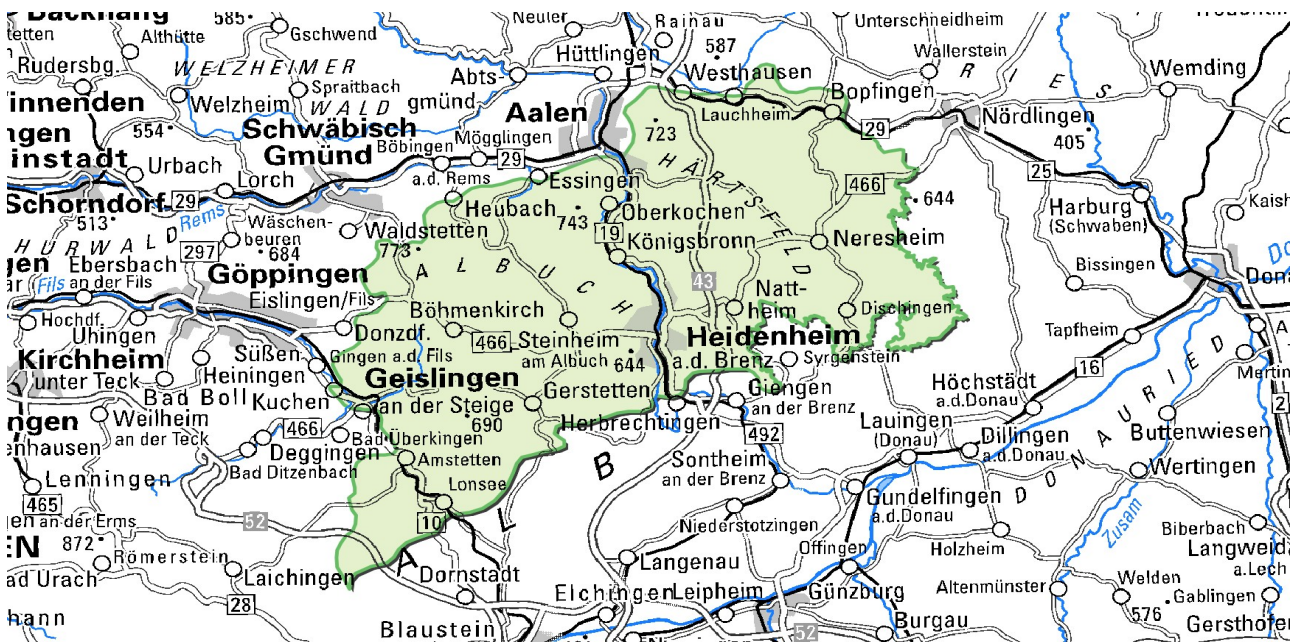 Backnang
585
Neuler
Rainau
Unterschneidheim
Althütte
Gschwend
Hüttlingen
587
Wallerstein
Rudersbg.
WELZHEIMER
WALD
Abts-
gmünd
Westhausen
RIES
Wemding
Spraitbach
Welzheim
Aalen
Lauchheim
Bopfingen
Nördlingen
554
Schwäbisch
Gmünd
Mögglingen
Böbingen
a.d. Rems
29
723
29
405
Urbach
Lorch
29
Essingen
HÄRTSFELD
466
25
Schorndorf
513
Rems
Wäschen-
beuren
Heubach
743
Oberkochen
644
Harburg
(Schwaben)
297
684
Waldstetten
773
19
Königsbronn
Neresheim
Ebersbach
an der Fils
Fils
Göppingen
ALBUCH
43
Bissingen
Eislingen/Fils
Böhmenkirch
Natt-
heim
Dischingen
Hochdf.
Uhingen
Donzdf.
466
Steinheim
am Albuch
644
Heidenheim
a.d. Brenz
Tapfheim
Kirchheim
unter Teck
Süßen
Gingen a.d. Fils
Syrgenstein
16
Heiningen
Geislingen
an der Steige
Gerstetten
Giengen
an der Brenz
Höchstädt
a.d.Donau
DONAURIED
Bad Boll
Kuchen
690
Herbrechtingen
2
Weilheim
an der Teck
466
Bad Überkingen
492
Lauingen
(Donau)
Dillingen
a.d. Donau
Buttenwiesen
Deggingen
Bad Ditzenbach
Amstetten
Sontheim
an der Brenz
Wertingen
Lenningen
465
Lonsee
ALB
Gundelfingen
a.d.Donau
52
10
Niederstotzingen
Zusam
Biberbach
an der Erms
872
Römerstein
Offingen
Holzheim
a.Lech
Laichingen
Dornstadt
Langenau
Günzburg
Altenmünster
Welden
576
Gablingen
28
Elchingen
Leipheim
Blaustein
52
Burgau
Gersthofen